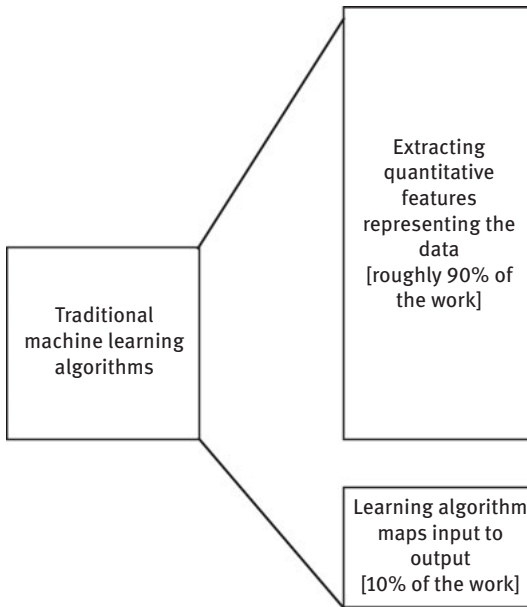 Traditional
machine learning
algorithms
Extracting
quantitative
features
representing the
data
[roughly 90% of
the work]
Learning algorithm
maps input to
output
[10% of the work]